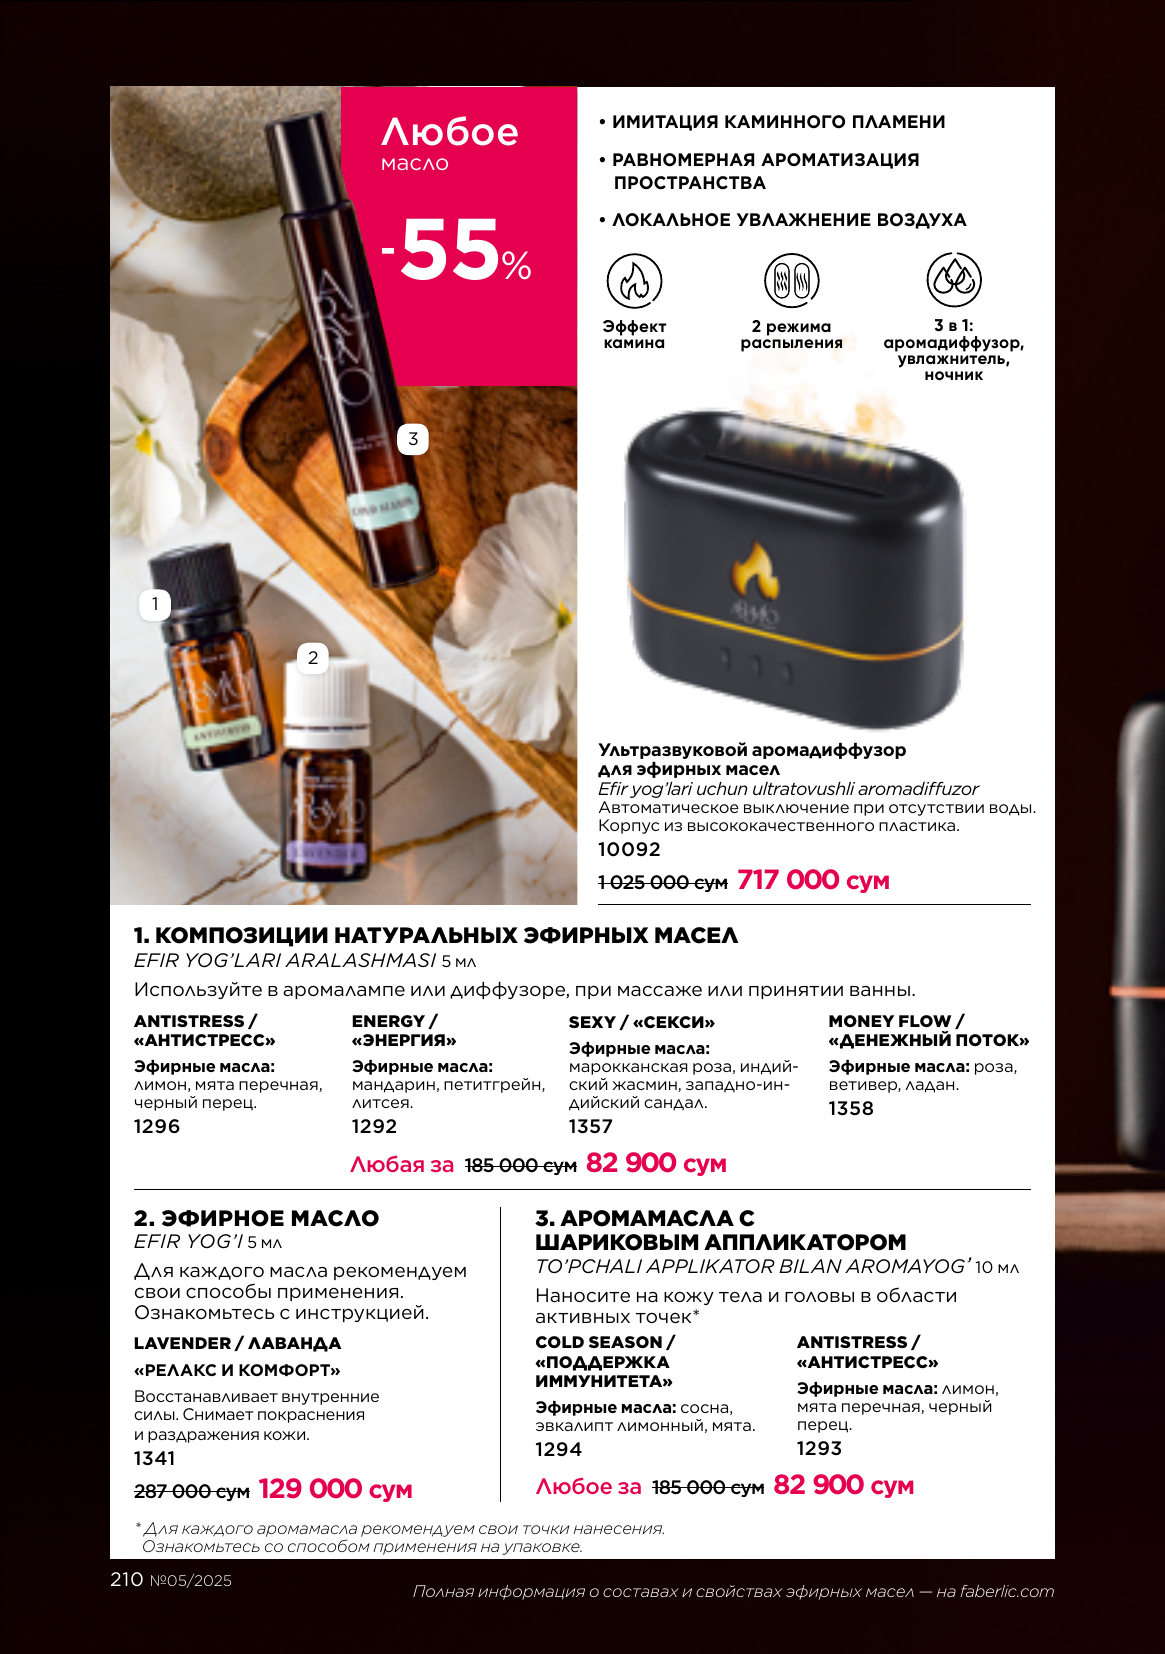 Любое
масло
-55%
• ИМИТАЦИЯ КАМИННОГО ПЛАМЕНИ
• РАВНОМЕРНАЯ АРОМАТИЗАЦИЯ
ПРОСТРАНСТВА
• ЛОКАЛЬНОЕ УВЛАЖНЕНИЕ ВОЗДУХА
Эффект
камина
2 режима
распыления
3 в 1:
аромадиффузор,
увлажнитель,
ночник
3
1
2
AROMO
COLD SEASON
ANTISTRESS
LAVENDER
Ультразвуковой аромадиффузор
для эфирных масел
Efir yog'lari uchun ultratovushli aromadiffuzor
Автоматическое выключение при отсутствии воды.
Корпус из высококачественного пластика.
10092
1 025 000 сум 717 000 сум
1. КОМПОЗИЦИИ НАТУРАЛЬНЫХ ЭФИРНЫХ МАСЕЛ
EFIR YOG'LARI ARALASHMASI 5 мл
Используйте в аромалампе или диффузоре, при массаже или принятии ванны.
ANTISTRESS /
«АНТИСТРЕСС»
Эфирные масла:
лимон, мята перечная,
черный перец.
1296
ENERGY /
«ЭНЕРГИЯ»
Эфирные масла:
мандарин, петитгрейн,
литсея.
1292
SEXY / «СЕКСИ»
Эфирные масла:
марокканская роза, индий-
ский жасмин, западно-ин-
дийский сандал.
1357
MONEY FLOW /
«ДЕНЕЖНЫЙ ПОТОК»
Эфирные масла: роза,
ветивер, ладан.
1358
Любая за 185 000 сум 82 900 сум
2. ЭФИРНОЕ МАСЛО
EFIR YOG'I 5 мл
Для каждого масла рекомендуем
свои способы применения.
Ознакомьтесь с инструкцией.
LAVENDER / ЛАВАНДА
«РЕЛАКС И КОМФОРТ»
Восстанавливает внутренние
силы. Снимает покраснения
и раздражения кожи.
1341
287 000 сум 129 000 сум
3. АРОМАМАСЛА С
ШАРИКОВЫМ АППЛИКАТОРОМ
TO'PCHALI APPLIKATOR BILAN AROMAYOG' 10 мл
Наносите на кожу тела и головы в области
активных точек*
COLD SEASON /
«ПОДДЕРЖКА
ИММУНИТЕТА»
Эфирные масла: сосна,
эвкалипт лимонный, мята.
1294
ANTISTRESS /
«АНТИСТРЕСС»
Эфирные масла: лимон,
мята перечная, черный
перец.
1293
Любое за 185 000 сум 82 900 сум
* Для каждого аромамасла рекомендуем свои точки нанесения.
Ознакомьтесь со способом применения на упаковке.
210 №05/2025
Полная информация о составах и свойствах эфирных масел — на faberlic.com